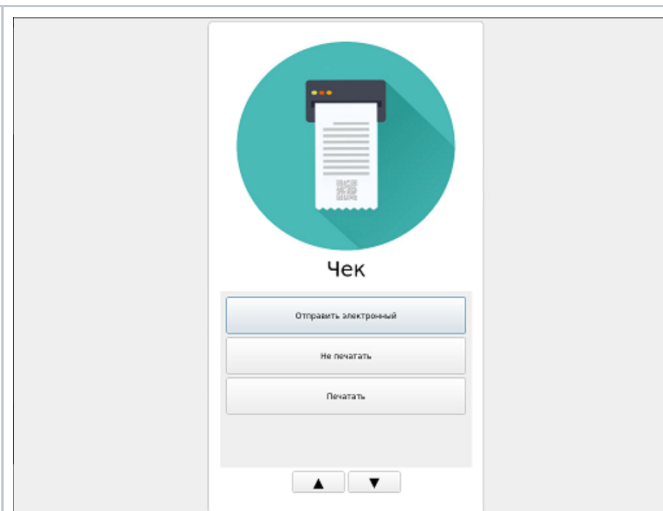 Чек
Отправить электронный
Не печатать
Печатать
▲ ▼